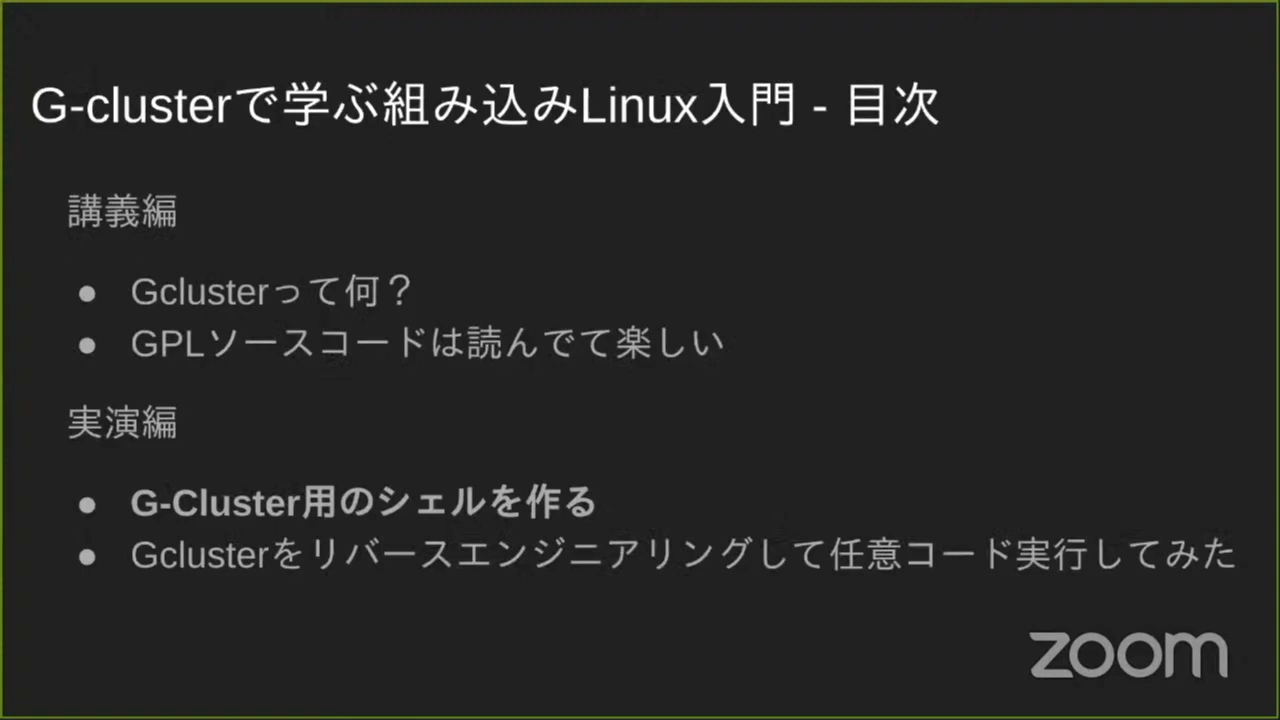 G-clusterで学ぶ組み込みLinux入門 - 目次
講義編
● Gclusterって何？
● GPLソースコードは読んでて楽しい
実演編
● G-Cluster用のシェルを作る
● Gclusterをリバースエンジニアリングして任意コード実行してみた
zoom